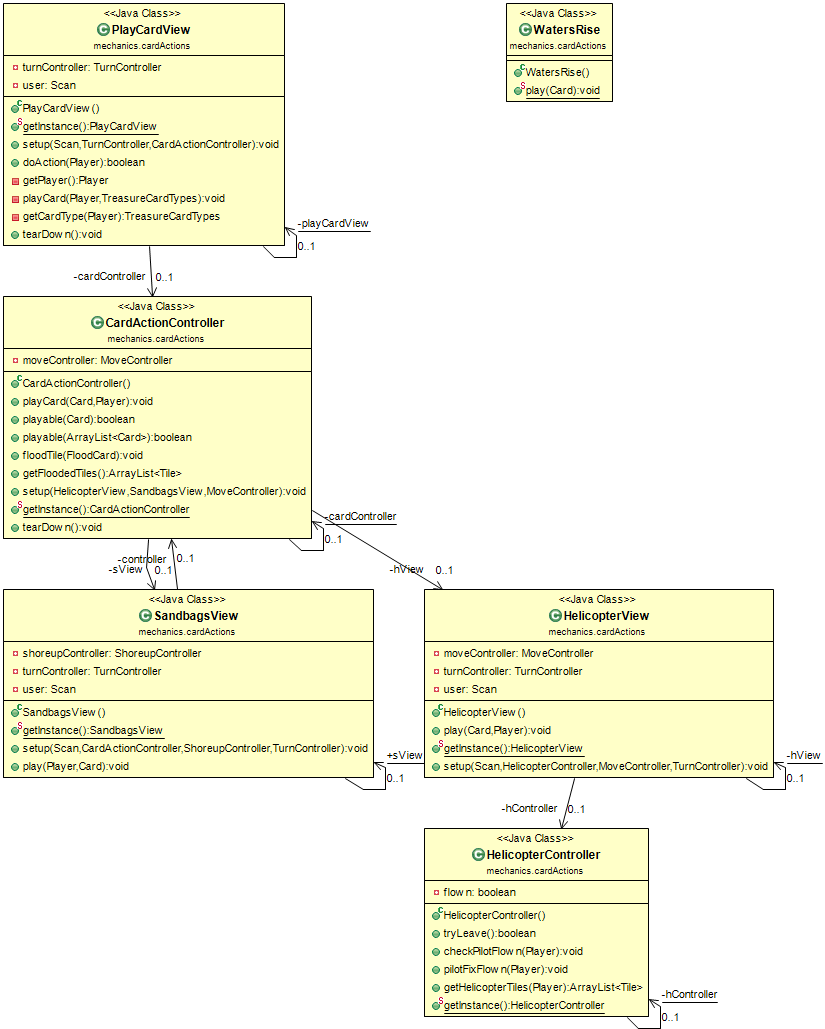 <<Java Class>>
PlayCardView
mechanics.cardActions
turnController: TurnController
user: Scan
PlayCardView()
getInstance():PlayCardView
setup(Scan,TurnController,CardActionController):void
doAction(Player):boolean
getPlayer():Player
playCard(Player,TreasureCardTypes):void
getCardType(Player):TreasureCardTypes
tearDown():void
-playCardView
0..1
<<Java Class>>
WatersRise
mechanics.cardActions
WatersRise()
play(Card):void
-cardController
0..1
<<Java Class>>
CardActionController
mechanics.cardActions
moveController: MoveController
CardActionController()
playCard(Card,Player):void
playable(Card):boolean
playable(ArrayList<Card>):boolean
floodTile(FloodCard):void
getFloodedTiles():ArrayList<Tile>
setup(HelicopterView,SandbagsView,MoveController):void
getInstance():CardActionController
tearDown():void
-cardController
0..1
-controller
0..1
-sView
0..1
-hView
0..1
<<Java Class>>
SandbagsView
mechanics.cardActions
shoreupController: ShoreupController
turnController: TurnController
user: Scan
SandbagsView()
getInstance():SandbagsView
setup(Scan,CardActionController,ShoreupController,TurnController):void
play(Player,Card):void
+sView
0..1
<<Java Class>>
HelicopterView
mechanics.cardActions
moveController: MoveController
turnController: TurnController
user: Scan
HelicopterView()
play(Card,Player):void
getInstance():HelicopterView
setup(Scan,HelicopterController,MoveController,TurnController):void
-hView
0..1
-hController
0..1
<<Java Class>>
HelicopterController
mechanics.cardActions
flown: boolean
HelicopterController()
tryLeave():boolean
checkPilotFlown(Player):void
pilotFixFlown(Player):void
getHelicopterTiles(Player):ArrayList<Tile>
getInstance():HelicopterController
-hController
0..1